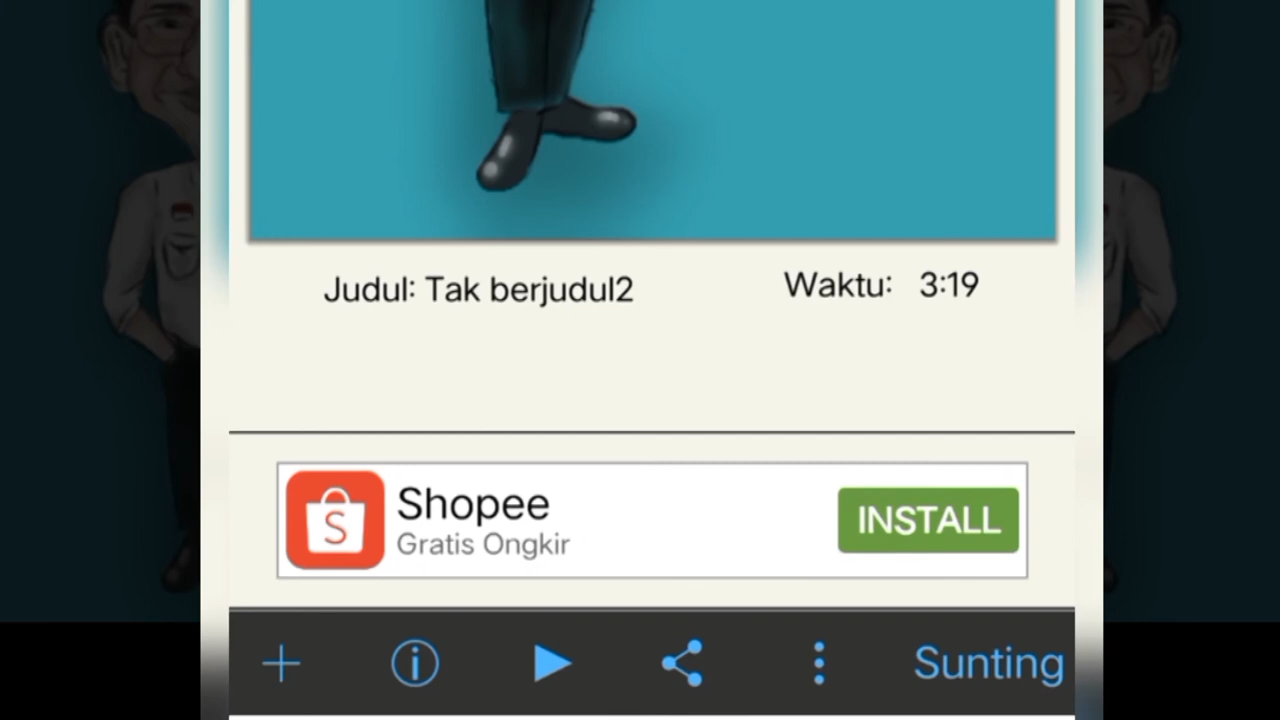 Judul: Tak berjudul2
Waktu: 3:19
S
Shopee
Gratis Ongkir
INSTALL
Sunting